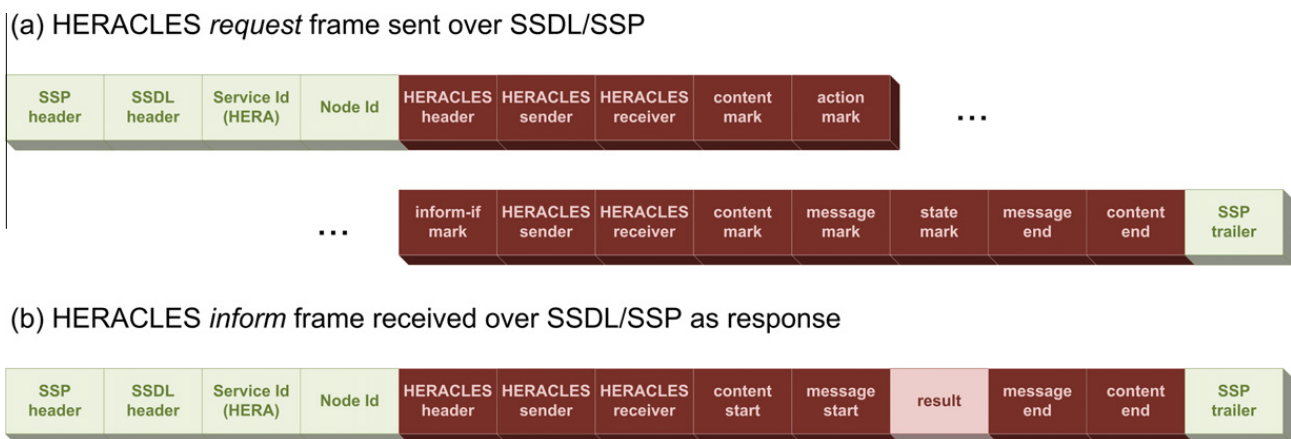 (a) HERACLES request frame sent over SSDL/SSP
SSP header SSDL header Service Id (HERA) Node Id HERACLES header HERACLES sender HERACLES receiver content mark action mark ...
... inform-if mark HERACLES sender HERACLES receiver content mark message mark state mark message end content end SSP trailer
(b) HERACLES inform frame received over SSDL/SSP as response
SSP header SSDL header Service Id (HERA) Node Id HERACLES header HERACLES sender HERACLES receiver content start message start result message end content end SSP trailer